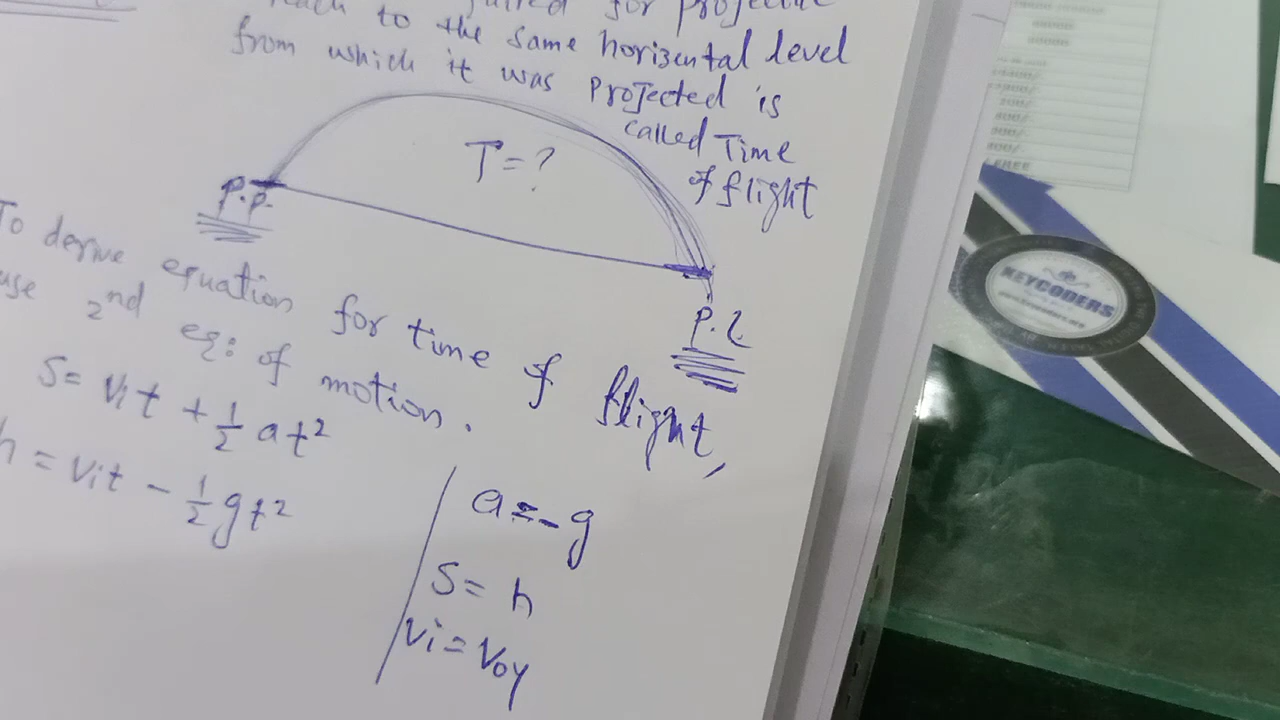 to the same horizental level
from which it was projected is
called Time
of flight
T = ?
P.P.
P.L
To derive equation for time of flight,
use 2nd eq: of motion.
S = Vit + 1/2 at²
h = Vit - 1/2 gt²
a = -g
S = h
Vi = Voy
KEYCODERS